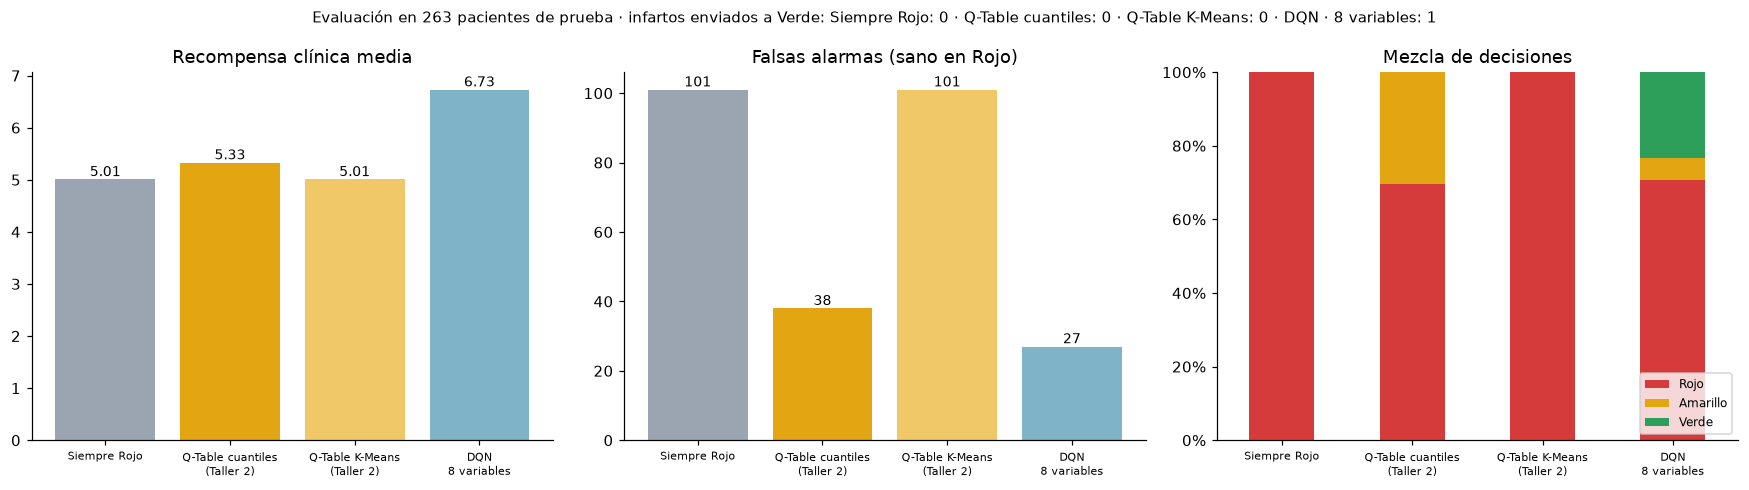 Evaluación en 263 pacientes de prueba · infartos enviados a Verde: Siempre Rojo: 0 · Q-Table cuantiles: 0 · Q-Table K-Means: 0 · DQN · 8 variables: 1
Recompensa clínica media
7
6
5
4
3
2
1
0
5.01
5.33
5.01
6.73
Siempre Rojo
Q-Table cuantiles
(Taller 2)
Q-Table K-Means
(Taller 2)
DQN
8 variables
Falsas alarmas (sano en Rojo)
100
80
60
40
20
0
101
38
101
27
Siempre Rojo
Q-Table cuantiles
(Taller 2)
Q-Table K-Means
(Taller 2)
DQN
8 variables
Mezcla de decisiones
100%
80%
60%
40%
20%
0%
Rojo
Amarillo
Verde
Siempre Rojo
Q-Table cuantiles
(Taller 2)
Q-Table K-Means
(Taller 2)
DQN
8 variables